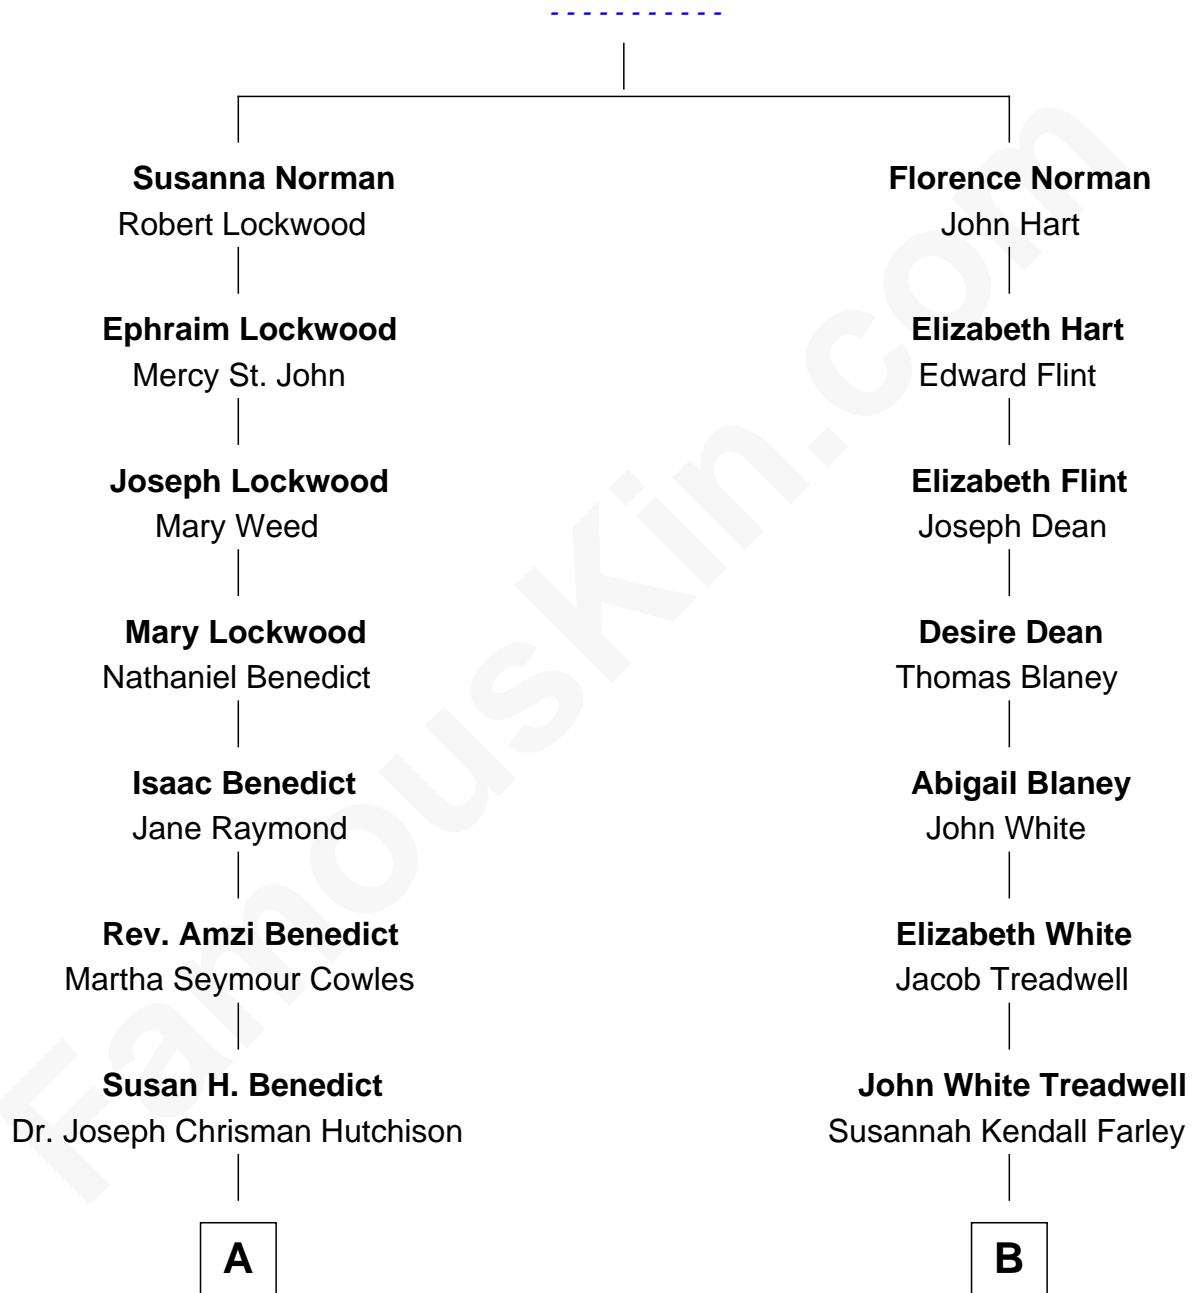 - - - - - - - - - - -
Susanna Norman
Robert Lockwood
Florence Norman
John Hart
Ephraim Lockwood
Mercy St. John
Elizabeth Hart
Edward Flint
Joseph Lockwood
Mary Weed
Elizabeth Flint
Joseph Dean
Mary Lockwood
Nathaniel Benedict
Desire Dean
Thomas Blaney
Isaac Benedict
Jane Raymond
Abigail Blaney
John White
Rev. Amzi Benedict
Martha Seymour Cowles
Elizabeth White
Jacob Treadwell
Susan H. Benedict
Dr. Joseph Chrisman Hutchison
John White Treadwell
Susannah Kendall Farley
A
B
FamousKin.com